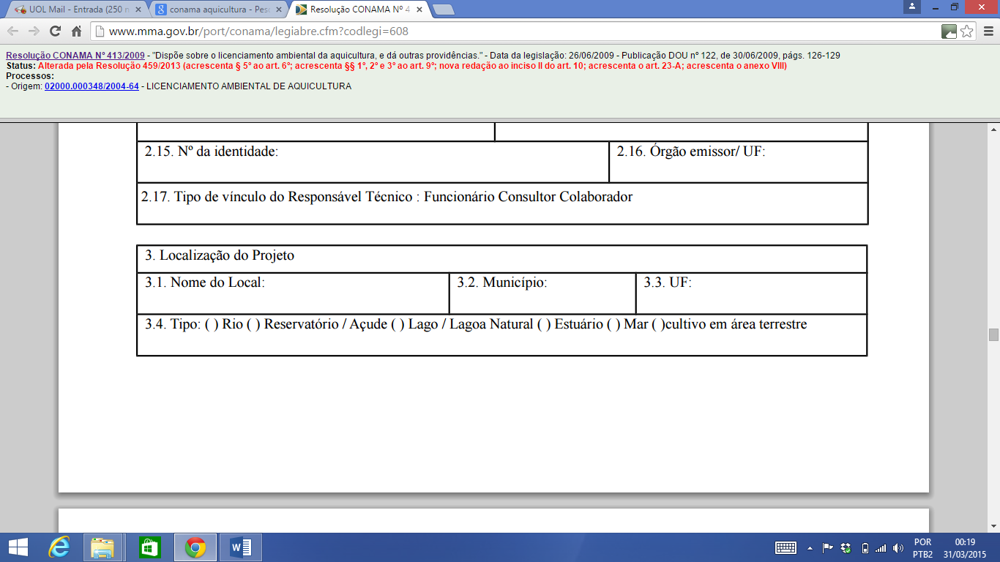 UOL Mail - Entrada (250 n
conama aquicultura - Pes
Resolução CONAMA Nº 4
www.mma.gov.br/port/conama/legiabre.cfm?codlegi=608
Resolução CONAMA Nº 413/2009 - "Dispõe sobre o licenciamento ambiental da aquicultura, e dá outras providências." - Data da legislação: 26/06/2009 - Publicação DOU nº 122, de 30/06/2009, págs. 126-129
Status: Alterada pela Resolução 459/2013 (acrescenta § 5º ao art. 6º; acrescenta §§ 1º, 2º e 3º ao art. 9º; nova redação ao inciso II do art. 10; acrescenta o art. 23-A; acrescenta o anexo VIII)
Processos:
- Origem: 02000.000348/2004-64 - LICENCIAMENTO AMBIENTAL DE AQUICULTURA
2.15. Nº da identidade:
2.16. Órgão emissor/ UF:
2.17. Tipo de vínculo do Responsável Técnico : Funcionário Consultor Colaborador
3. Localização do Projeto
3.1. Nome do Local:
3.2. Município:
3.3. UF:
3.4. Tipo: ( ) Rio ( ) Reservatório / Açude ( ) Lago / Lagoa Natural ( ) Estuário ( ) Mar ( )cultivo em área terrestre
POR
PTB2
00:19
31/03/2015